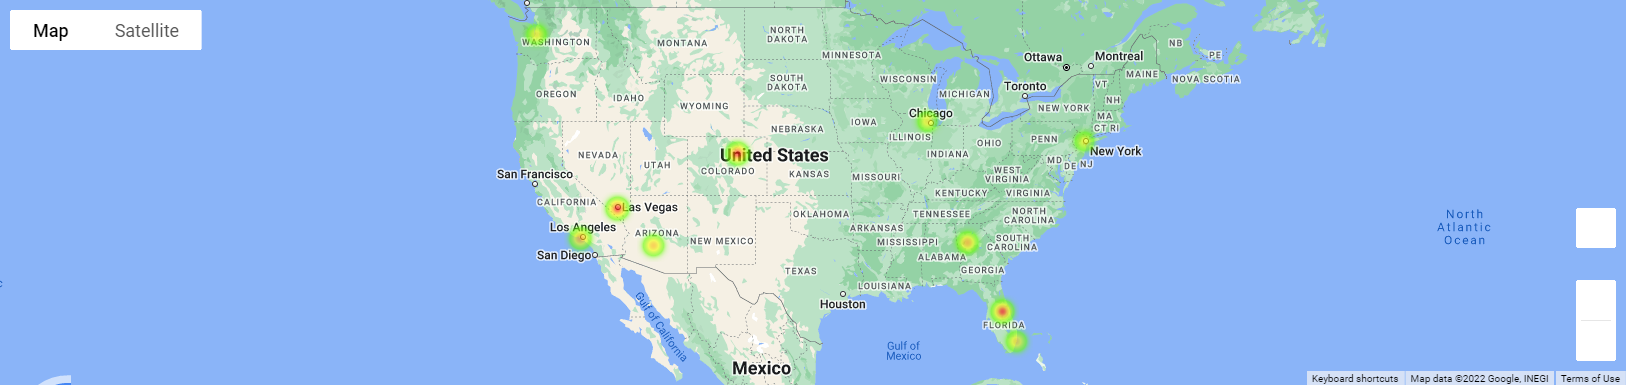 Map
Satellite
WASHINGTON
MONTANA
NORTH
DAKOTA
MINNESOTA
Ottawa
Montreal
NB
PE
MAINE
NOVA SCOTIA
OREGON
IDAHO
SOUTH
DAKOTA
WISCONSIN
MICHIGAN
Toronto
VT
NH
WYOMING
IOWA
Chicago
NEW YORK
MA
CT RI
NEBRASKA
ILLINOIS
INDIANA
OHIO
PENN
New York
NEVADA
UTAH
United States
COLORADO
KANSAS
MISSOURI
WEST
VIRGINIA
MD
DE
NJ
San Francisco
CALIFORNIA
KENTUCKY
VIRGINIA
Las Vegas
OKLAHOMA
TENNESSEE
NORTH
CAROLINA
Los Angeles
ARIZONA
NEW MEXICO
ARKANSAS
MISSISSIPPI
SOUTH
CAROLINA
North
Atlantic
Ocean
San Diego
ALABAMA
TEXAS
GEORGIA
LOUISIANA
Houston
Gulf of California
FLORIDA
Gulf of
Mexico
Mexico
Keyboard shortcuts
Map data ©2022 Google, INEGI
Terms of Use